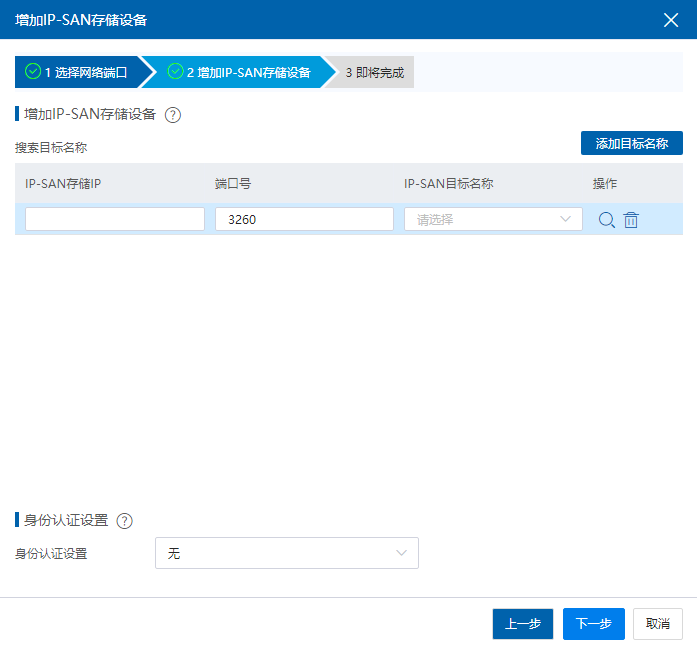 增加IP-SAN存储设备
1 选择网络端口 2 增加IP-SAN存储设备 3 即将完成
增加IP-SAN存储设备 ?
搜索目标名称 添加目标名称
IP-SAN存储IP 端口号 IP-SAN目标名称 操作
3260 请选择
身份认证设置 ?
身份认证设置 无
上一步 下一步 取消